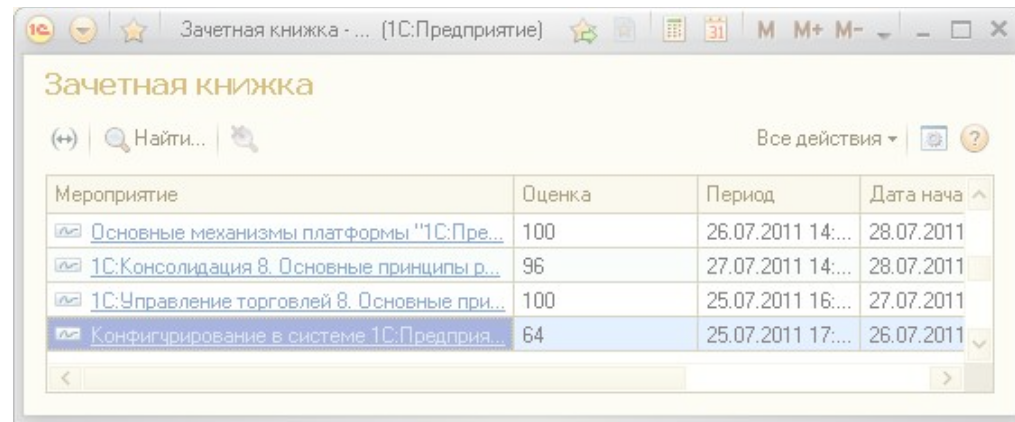 1С Зачетная книжка - ... (1С:Предприятие) 31 M M+ M-
Зачетная книжка
Найти... Все действия ?
Мероприятие Оценка Период Дата нача
Основные механизмы платформы "1С:Пре... 100 26.07.2011 14:... 28.07.2011
1С:Консолидация 8. Основные принципы р... 96 27.07.2011 14:... 28.07.2011
1С:Управление торговлей 8. Основные при... 100 25.07.2011 16:... 27.07.2011
Конфигурирование в системе 1С:Предприя... 64 25.07.2011 17:... 26.07.2011